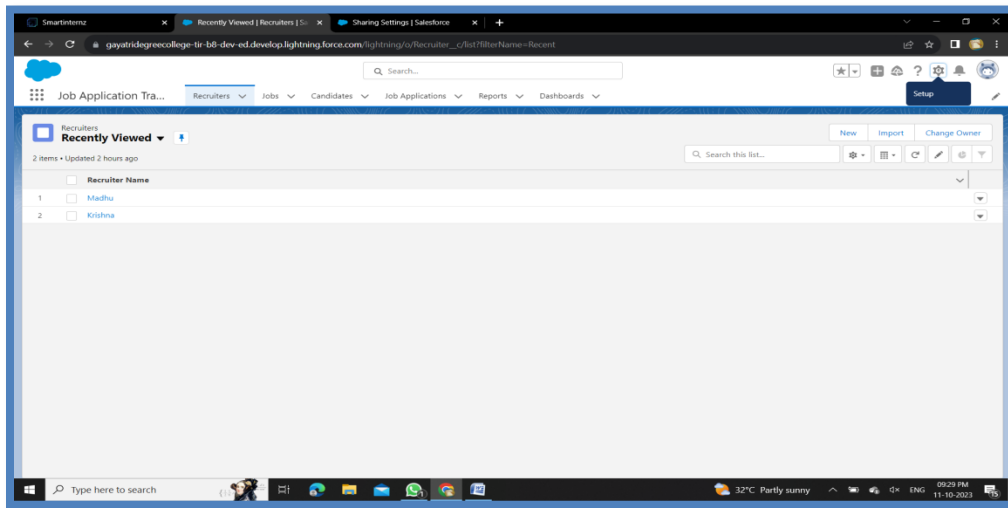 Smartinternz
Recently Viewed | Recruiters | Sa
Sharing Settings | Salesforce
gayatridegreecollege-tir-b8-dev-ed.develop.lightning.force.com/lightning/o/Recruiter__c/list?filterName=Recent
Search...
Job Application Tra...
Recruiters
Jobs
Candidates
Job Applications
Reports
Dashboards
Setup
Recruiters
Recently Viewed
New
Import
Change Owner
2 items • Updated 2 hours ago
Search this list...
Recruiter Name
1
Madhu
2
Krishna
Type here to search
32°C Partly sunny
ENG
09:29 PM
11-10-2023
15